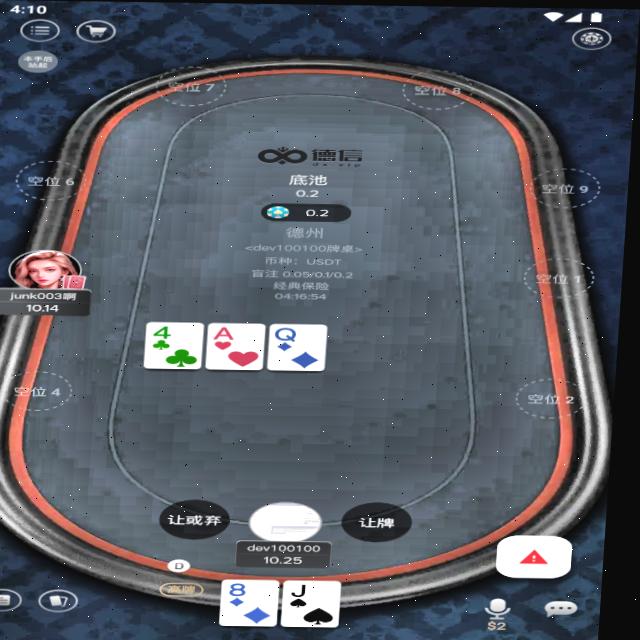 4:10
本手后
站起
空位 7
空位 8
德信
dx.vip
空位 6
空位 9
底池
0.2
0.2
德州
<dev100100牌桌>
币种：USDT
盲注 0.05/0.1/0.2
经典保险
04:16:54
空位 1
junk003啊
10.14
4
A
Q
空位 4
空位 2
让或弃
让牌
dev100100
10.25
D
高牌
8
J
$2